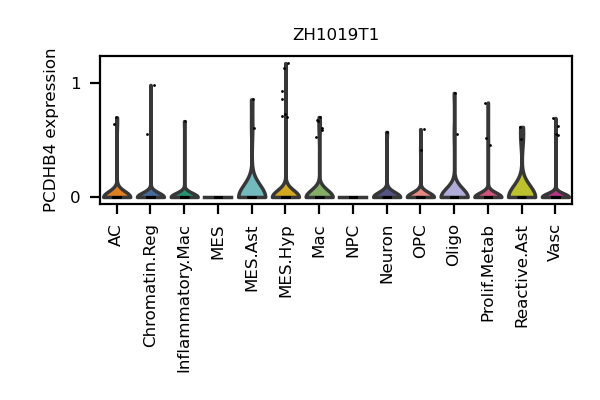 ZH1019T1
PCDHB4 expression
1
0
AC
Chromatin.Reg
Inflammatory.Mac
MES
MES.Ast
MES.Hyp
Mac
NPC
Neuron
OPC
Oligo
Prolif.Metab
Reactive.Ast
Vasc